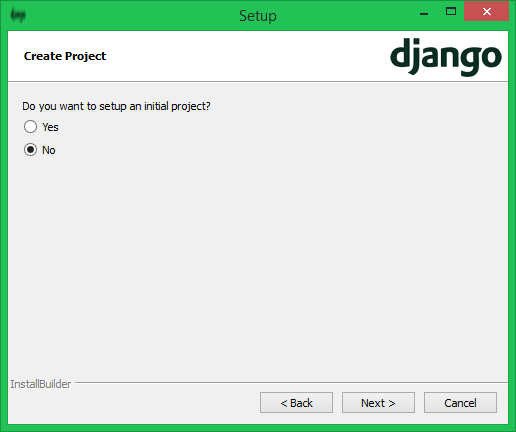 Setup
Create Project
django
Do you want to setup an initial project?
Yes
No
InstallBuilder
< Back
Next >
Cancel